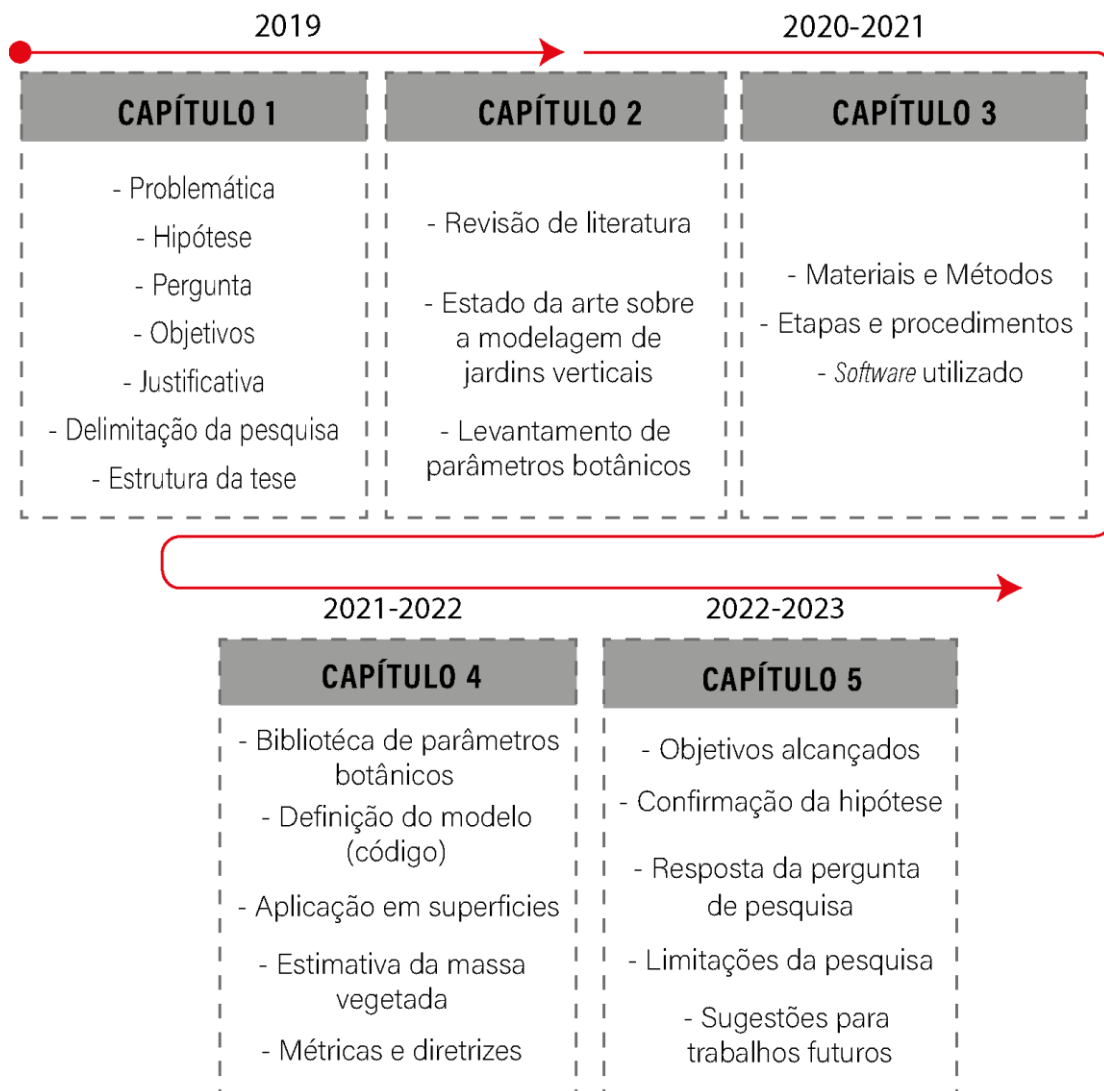 2019
2020-2021
CAPÍTULO 1
- Problemática
- Hipótese
- Pergunta
- Objetivos
- Justificativa
- Delimitação da pesquisa
- Estrutura da tese
CAPÍTULO 2
- Revisão de literatura
- Estado da arte sobre
a modelagem de
jardins verticais
- Levantamento de
parâmetros botânicos
CAPÍTULO 3
- Materiais e Métodos
- Etapas e procedimentos
- Software utilizado
2021-2022
2022-2023
CAPÍTULO 4
- Bibliotéca de parâmetros
botânicos
- Definição do modelo
(código)
- Aplicação em superficies
- Estimativa da massa
vegetada
- Métricas e diretrizes
CAPÍTULO 5
- Objetivos alcançados
- Confirmação da hipótese
- Resposta da pergunta
de pesquisa
- Limitações da pesquisa
- Sugestões para
trabalhos futuros